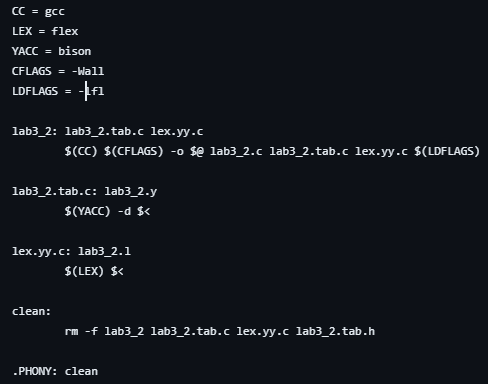 CC = gcc
LEX = flex
YACC = bison
CFLAGS = -Wall
LDFLAGS = -lfl
lab3_2: lab3_2.tab.c lex.yy.c
$(CC) $(CFLAGS) -o $@ lab3_2.c lab3_2.tab.c lex.yy.c $(LDFLAGS)
lab3_2.tab.c: lab3_2.y
$(YACC) -d $<
lex.yy.c: lab3_2.l
$(LEX) $<
clean:
rm -f lab3_2 lab3_2.tab.c lex.yy.c lab3_2.tab.h
.PHONY: clean